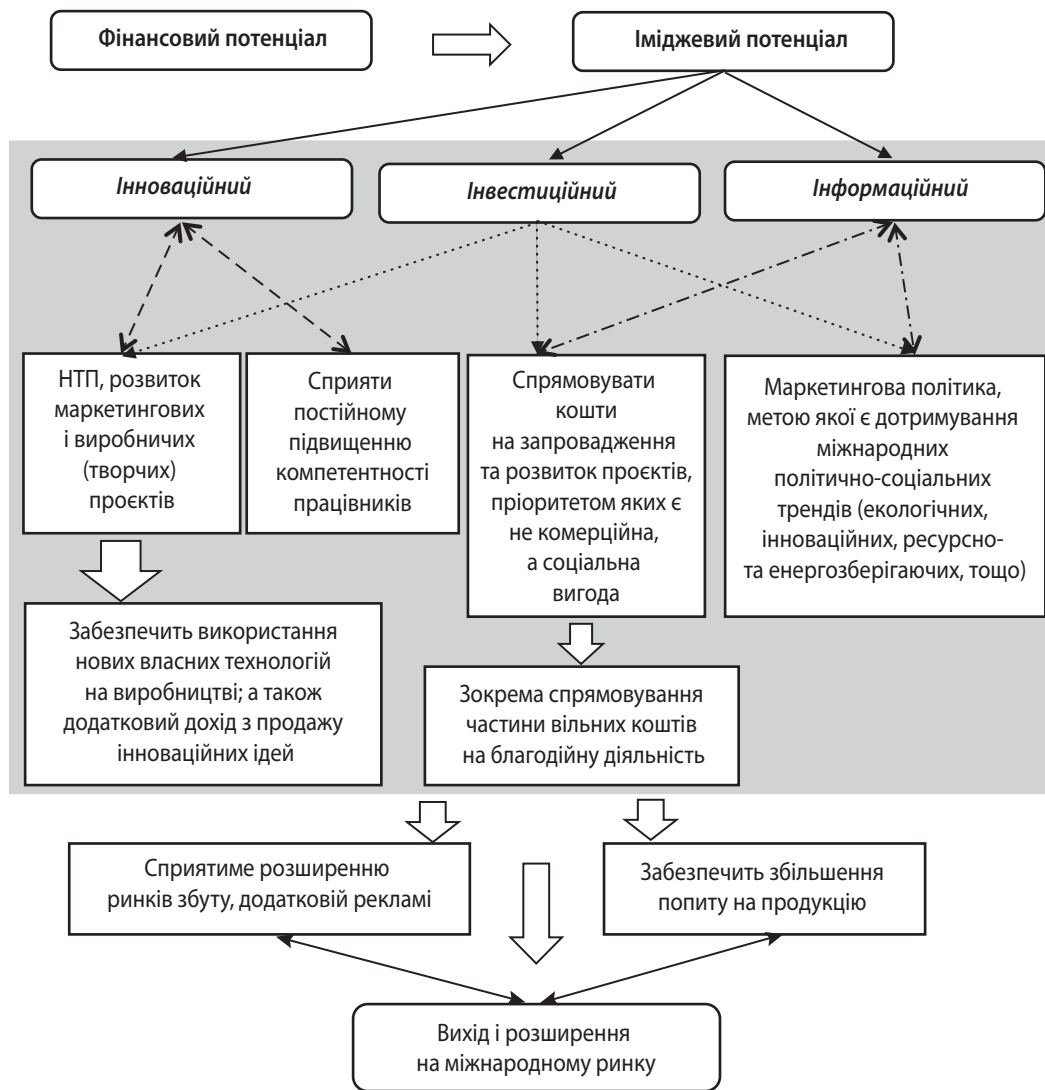 Фінансовий потенціал
Іміджевий потенціал
Інноваційний
Інвестиційний
Інформаційний
НТП, розвиток
маркетингових
і виробничих
(творчих)
проєктів
Сприяти
постійному
підвищенню
компетентності
працівників
Спрямовувати
кошти
на запровадження
та розвиток проєктів,
пріоритетом яких є
не комерційна,
а соціальна
вигода
Маркетингова політика,
метою якої є дотримування
міжнародних
політично-соціальних
трендів (екологічних,
інноваційних, ресурсно-
та енергозберігаючих, тощо)
Забезпечить використання
нових власних технологій
на виробництві; а також
додатковий дохід з продажу
інноваційних ідей
Зокрема спрямовування
частини вільних коштів
на благодійну діяльність
Сприятиме розширенню
ринків збуту, додатковій рекламі
Забезпечить збільшення
попиту на продукцію
Вихід і розширення
на міжнародному ринку